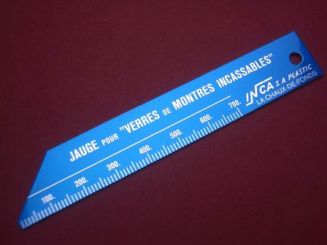 JAUGE POUR "VERRES DE MONTRES INCASSABLES"
INCA S.A. PLASTIC
LA CHAUX-DE-FONDS
100. 200. 300. 400. 500. 600. 700.